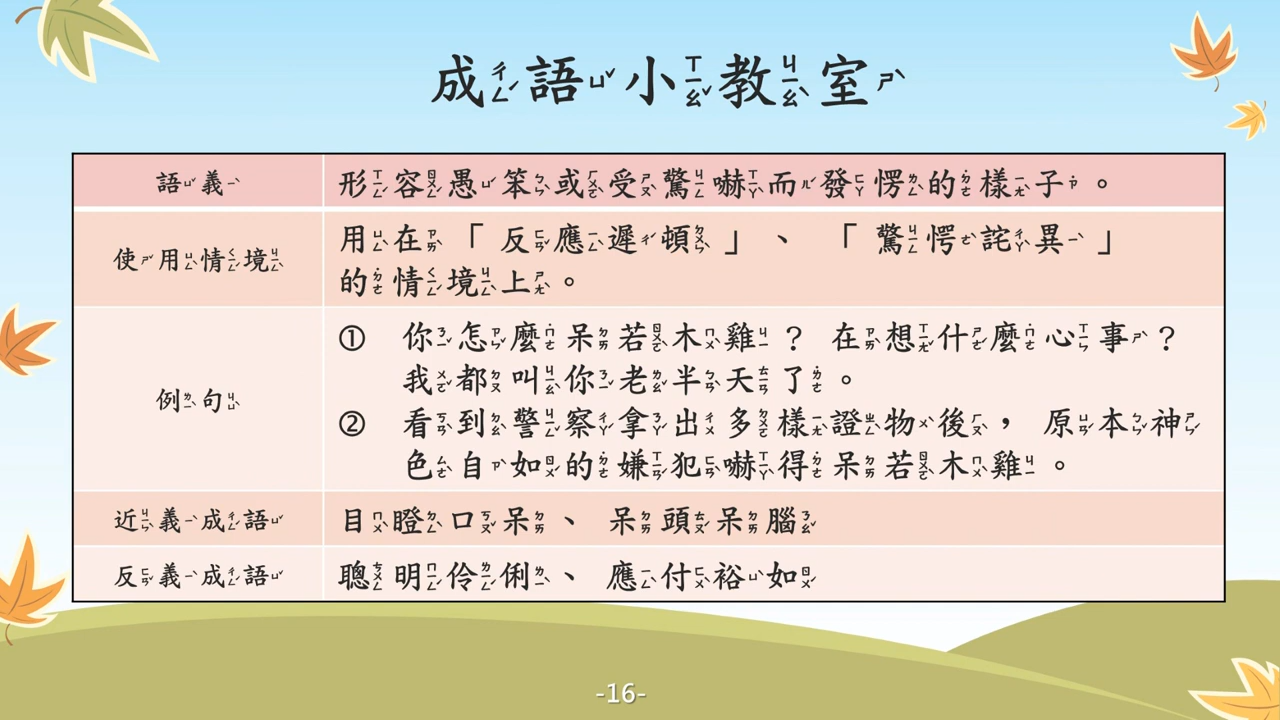 成語小教室
語義 形容愚笨或受驚嚇而發愣的樣子。
使用情境 用在「反應遲頓」、「驚愕詫異」
的情境上。
例句 ① 你怎麼呆若木雞？在想什麼心事？
我都叫你老半天了。
② 看到警察拿出多樣證物後，原本神
色自如的嫌犯嚇得呆若木雞。
近義成語 目瞪口呆、呆頭呆腦
反義成語 聰明伶俐、應付裕如
-16-